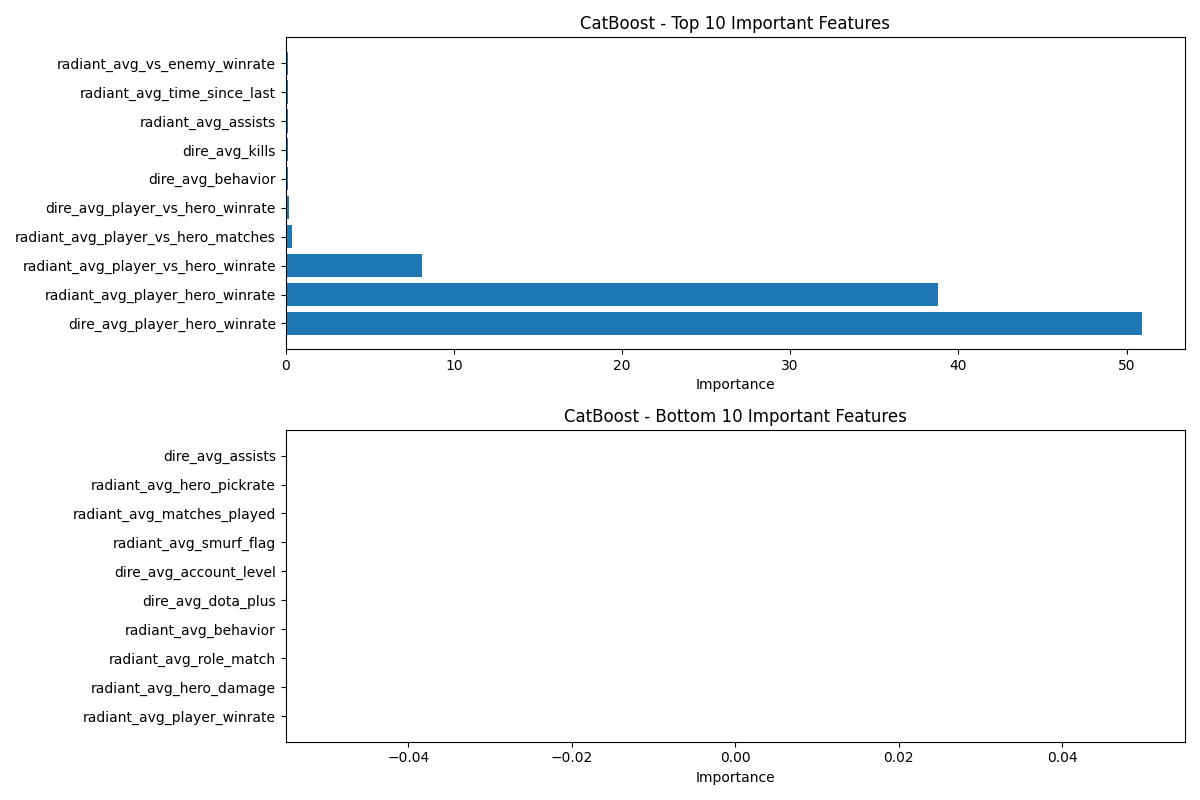 CatBoost - Top 10 Important Features
radiant_avg_vs_enemy_winrate
radiant_avg_time_since_last
radiant_avg_assists
dire_avg_kills
dire_avg_behavior
dire_avg_player_vs_hero_winrate
radiant_avg_player_vs_hero_matches
radiant_avg_player_vs_hero_winrate
radiant_avg_player_hero_winrate
dire_avg_player_hero_winrate
0 10 20 30 40 50
Importance
CatBoost - Bottom 10 Important Features
dire_avg_assists
radiant_avg_hero_pickrate
radiant_avg_matches_played
radiant_avg_smurf_flag
dire_avg_account_level
dire_avg_dota_plus
radiant_avg_behavior
radiant_avg_role_match
radiant_avg_hero_damage
radiant_avg_player_winrate
−0.04 −0.02 0.00 0.02 0.04
Importance